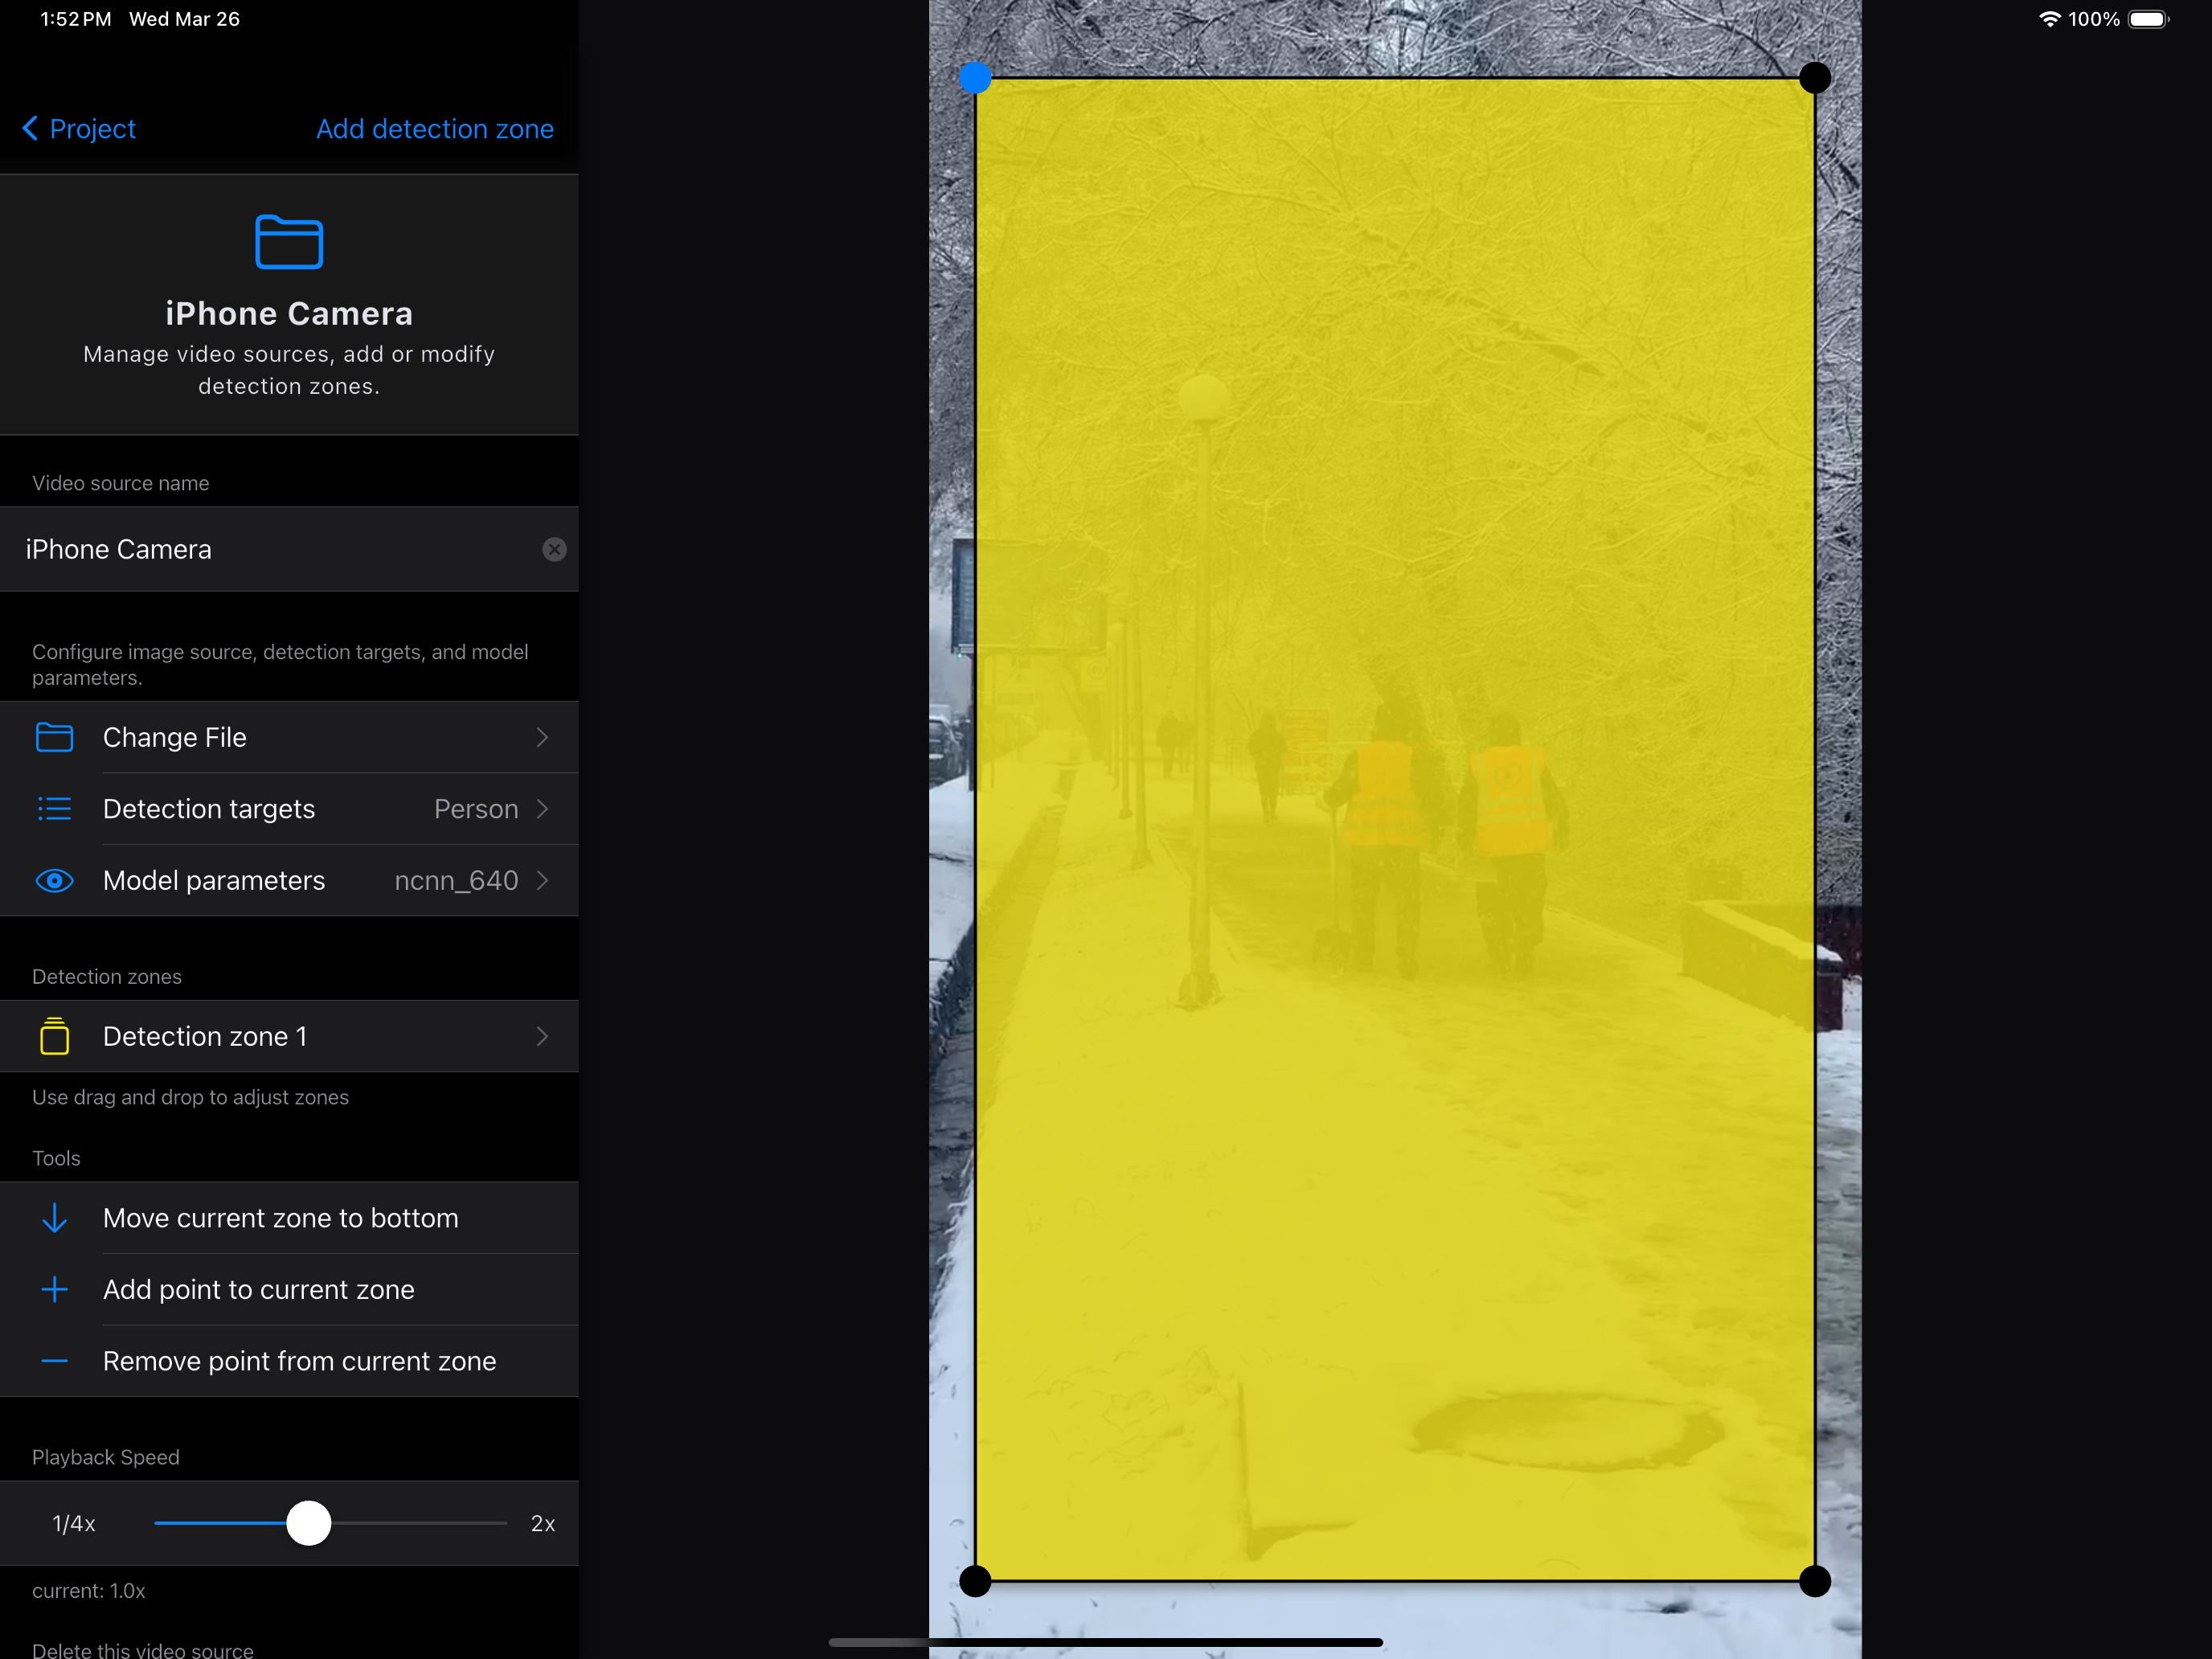 1:52 PM Wed Mar 26
100%
Project
Add detection zone
iPhone Camera
Manage video sources, add or modify
detection zones.
Video source name
iPhone Camera
Configure image source, detection targets, and model
parameters.
Change File
Detection targets Person
Model parameters ncnn_640
Detection zones
Detection zone 1
Use drag and drop to adjust zones
Tools
Move current zone to bottom
Add point to current zone
Remove point from current zone
Playback Speed
1/4x 2x
current: 1.0x
Delete this video source